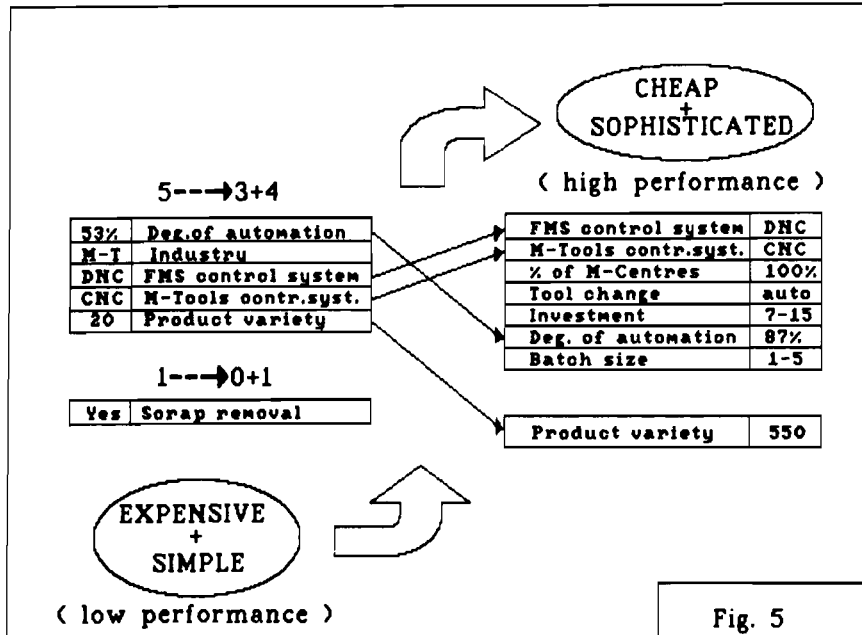 CHEAP
+
SOPHISTICATED
( high performance )
5---→3+4
53% Deg.of automation
M-T Industry
DNC FMS control system
CNC M-Tools contr.syst.
20 Product variety
1---→0+1
Yes Scrap removal
FMS control system DNC
M-Tools contr.syst. CNC
% of M-Centres 100%
Tool change auto
Investment 7-15
Deg. of automation 87%
Batch size 1-5
Product variety 550
EXPENSIVE
+
SIMPLE
( low performance )
Fig. 5